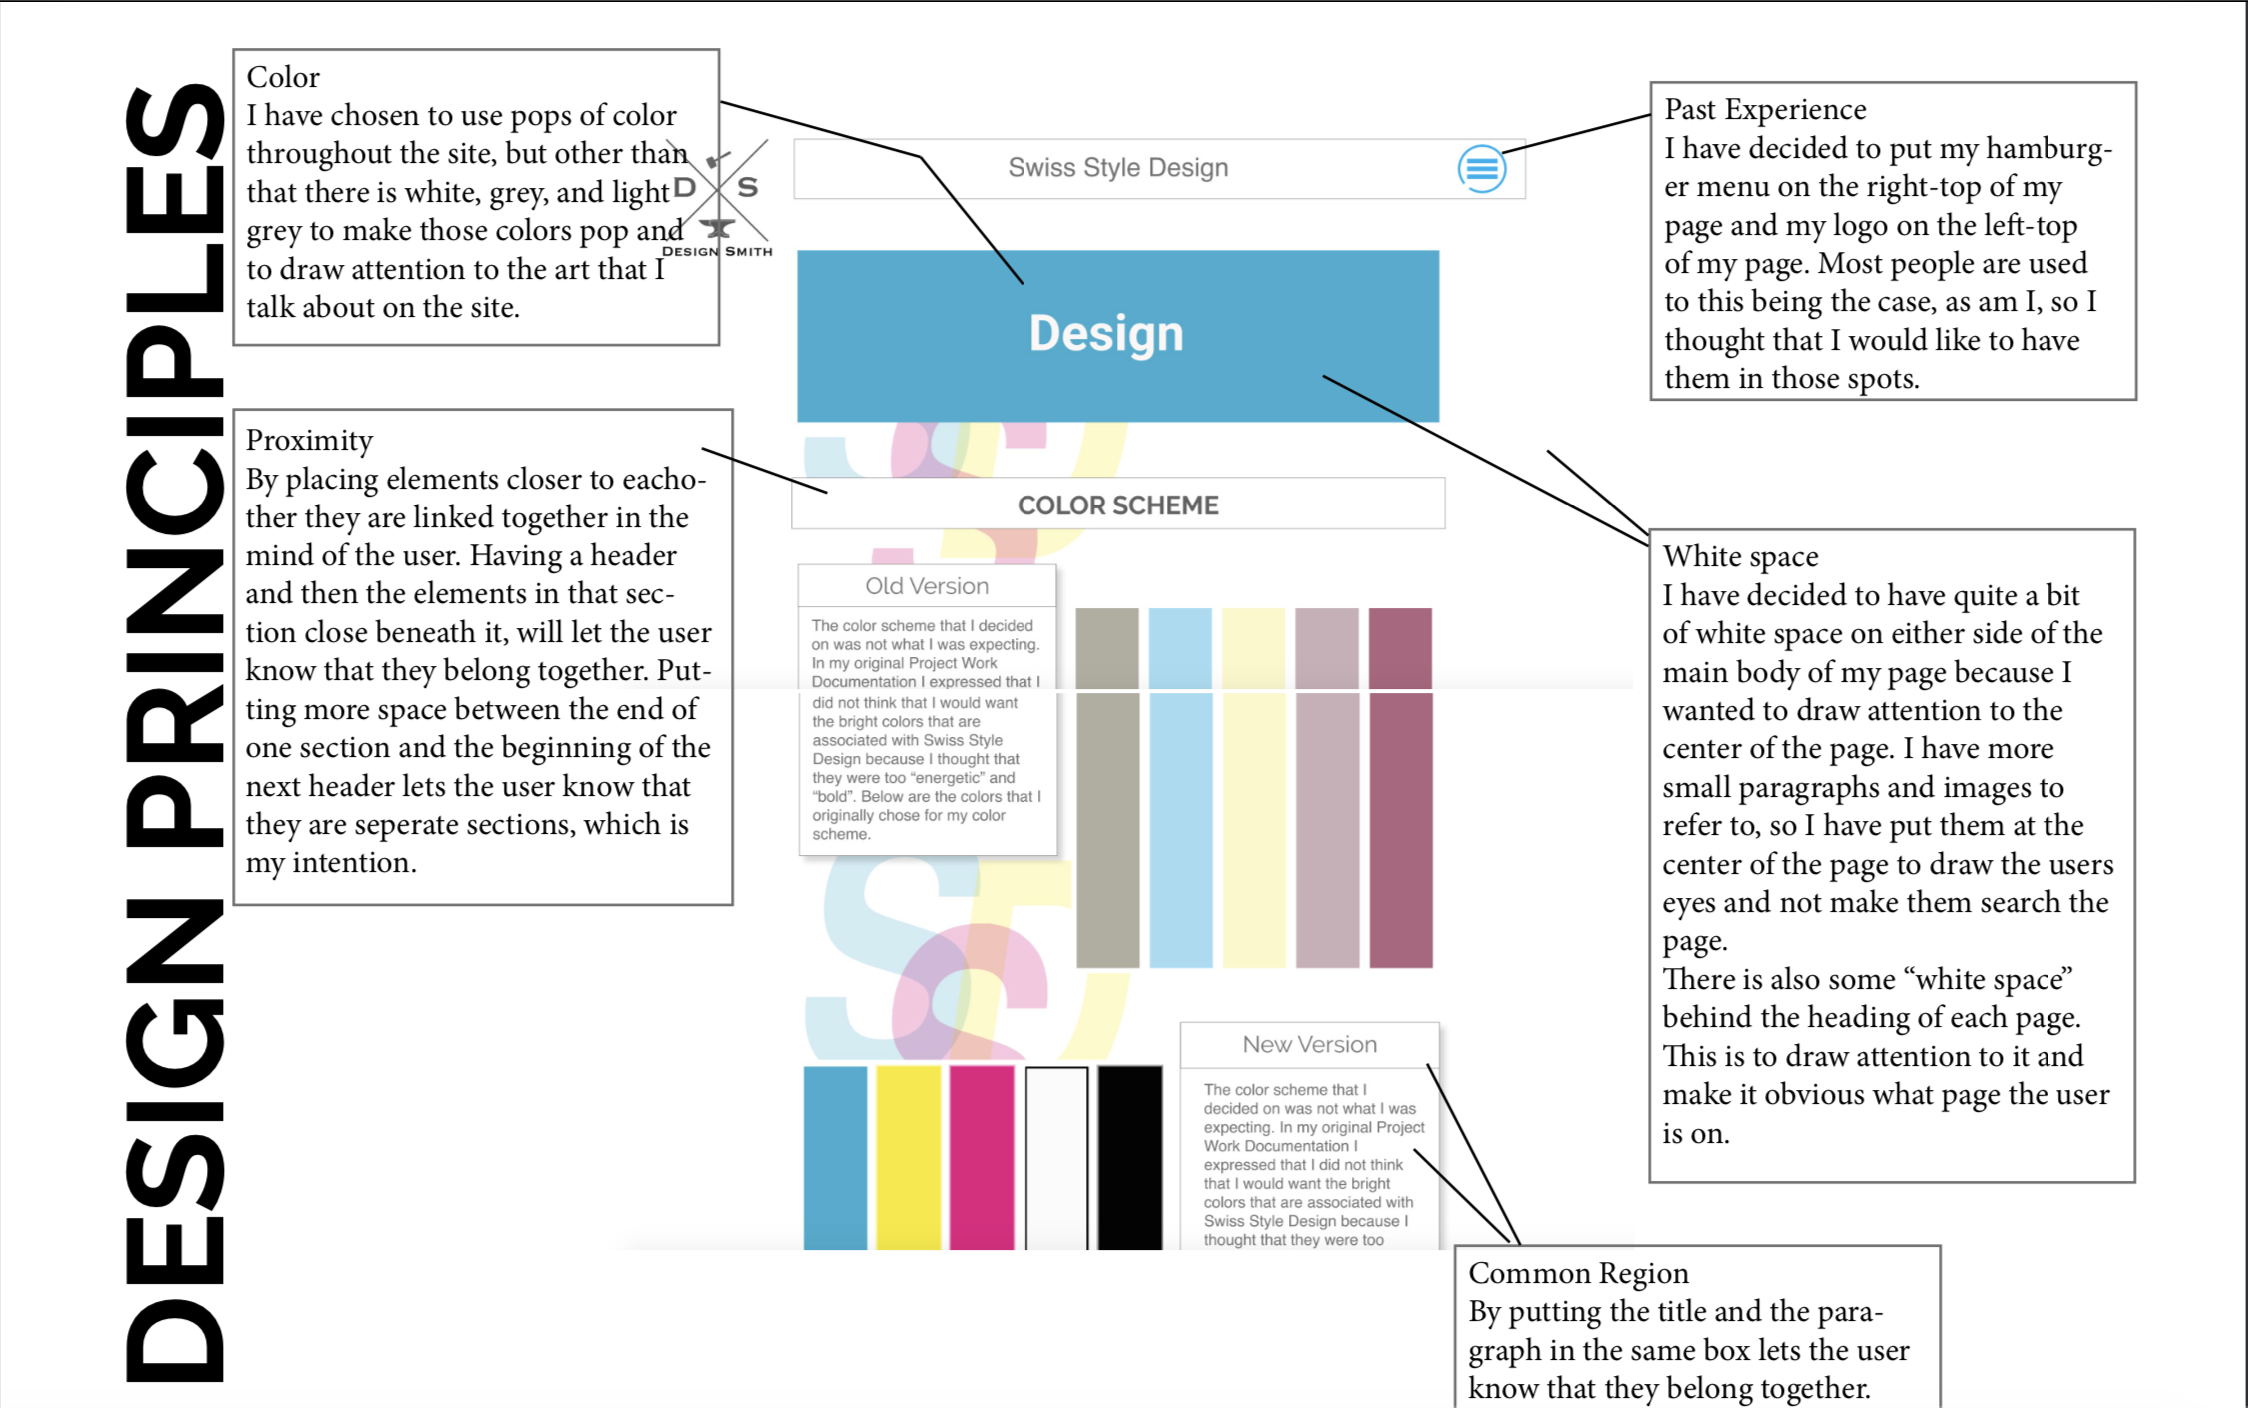 DESIGN PRINCIPLES
Color
I have chosen to use pops of color
throughout the site, but other than
that there is white, grey, and light
grey to make those colors pop and
to draw attention to the art that I
talk about on the site.
D S
DESIGN SMITH
Swiss Style Design
Past Experience
I have decided to put my hamburg-
er menu on the right-top of my
page and my logo on the left-top
of my page. Most people are used
to this being the case, as am I, so I
thought that I would like to have
them in those spots.
Design
Proximity
By placing elements closer to eacho-
ther they are linked together in the
mind of the user. Having a header
and then the elements in that sec-
tion close beneath it, will let the user
know that they belong together. Put-
ting more space between the end of
one section and the beginning of the
next header lets the user know that
they are seperate sections, which is
my intention.
COLOR SCHEME
Old Version
The color scheme that I decided
on was not what I was expecting.
In my original Project Work
Documentation I expressed that I
did not think that I would want
the bright colors that are
associated with Swiss Style
Design because I thought that
they were too “energetic” and
“bold”. Below are the colors that I
originally chose for my color
scheme.
White space
I have decided to have quite a bit
of white space on either side of the
main body of my page because I
wanted to draw attention to the
center of the page. I have more
small paragraphs and images to
refer to, so I have put them at the
center of the page to draw the users
eyes and not make them search the
page.
There is also some “white space”
behind the heading of each page.
This is to draw attention to it and
make it obvious what page the user
is on.
New Version
The color scheme that I
decided on was not what I was
expecting. In my original Project
Work Documentation I
expressed that I did not think
that I would want the bright
colors that are associated with
Swiss Style Design because I
thought that they were too
Common Region
By putting the title and the para-
graph in the same box lets the user
know that they belong together.